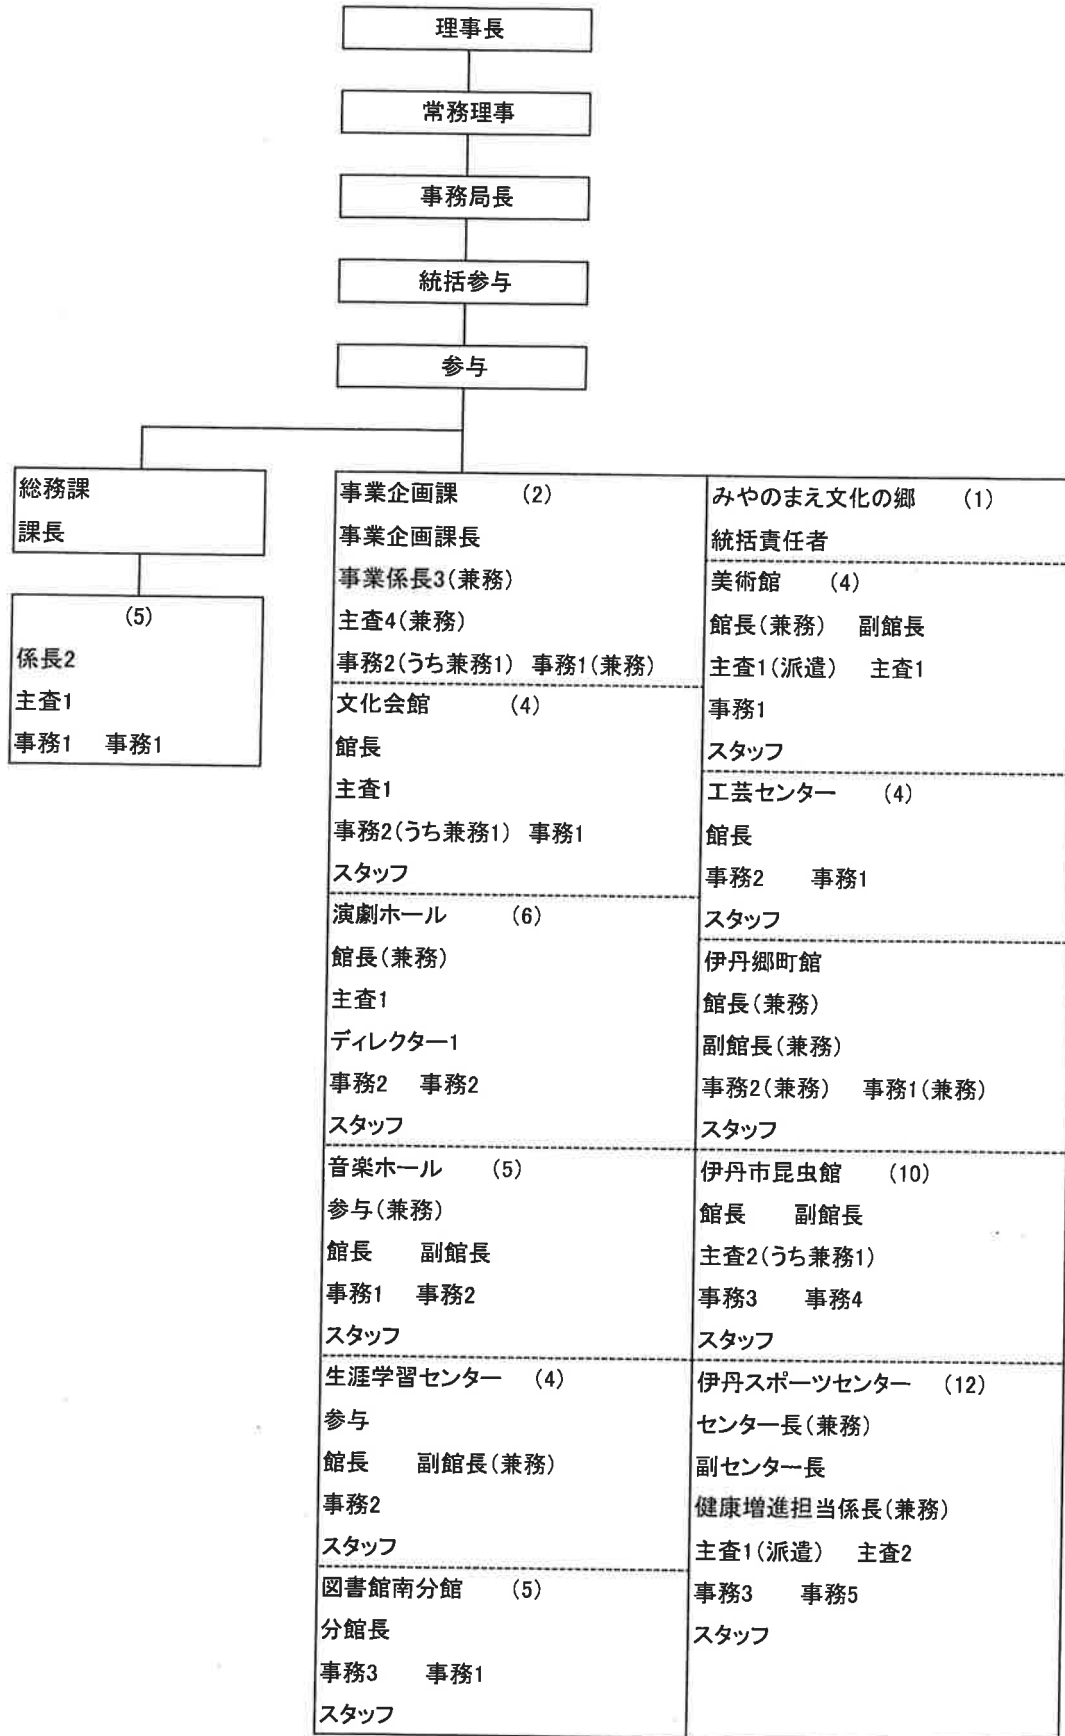 理事長
常務理事
事務局長
統括参与
参与
総務課
課長
(5)
係長2
主査1
事務1　事務1
事業企画課　(2)
事業企画課長
事業係長3(兼務)
主査4(兼務)
事務2(うち兼務1)　事務1(兼務)
文化会館　(4)
館長
主査1
事務2(うち兼務1)　事務1
スタッフ
演劇ホール　(6)
館長(兼務)
主査1
ディレクター1
事務2　事務2
スタッフ
音楽ホール　(5)
参与(兼務)
館長　副館長
事務1　事務2
スタッフ
生涯学習センター　(4)
参与
館長　副館長(兼務)
事務2
スタッフ
図書館南分館　(5)
分館長
事務3　事務1
スタッフ
みやのまえ文化の郷　(1)
統括責任者
美術館　(4)
館長(兼務)　副館長
主査1(派遣)　主査1
事務1
スタッフ
工芸センター　(4)
館長
事務2　事務1
スタッフ
伊丹郷町館
館長(兼務)
副館長(兼務)
事務2(兼務)　事務1(兼務)
スタッフ
伊丹市昆虫館　(10)
館長　副館長
主査2(うち兼務1)
事務3　事務4
スタッフ
伊丹スポーツセンター　(12)
センター長(兼務)
副センター長
健康増進担当係長(兼務)
主査1(派遣)　主査2
事務3　事務5
スタッフ